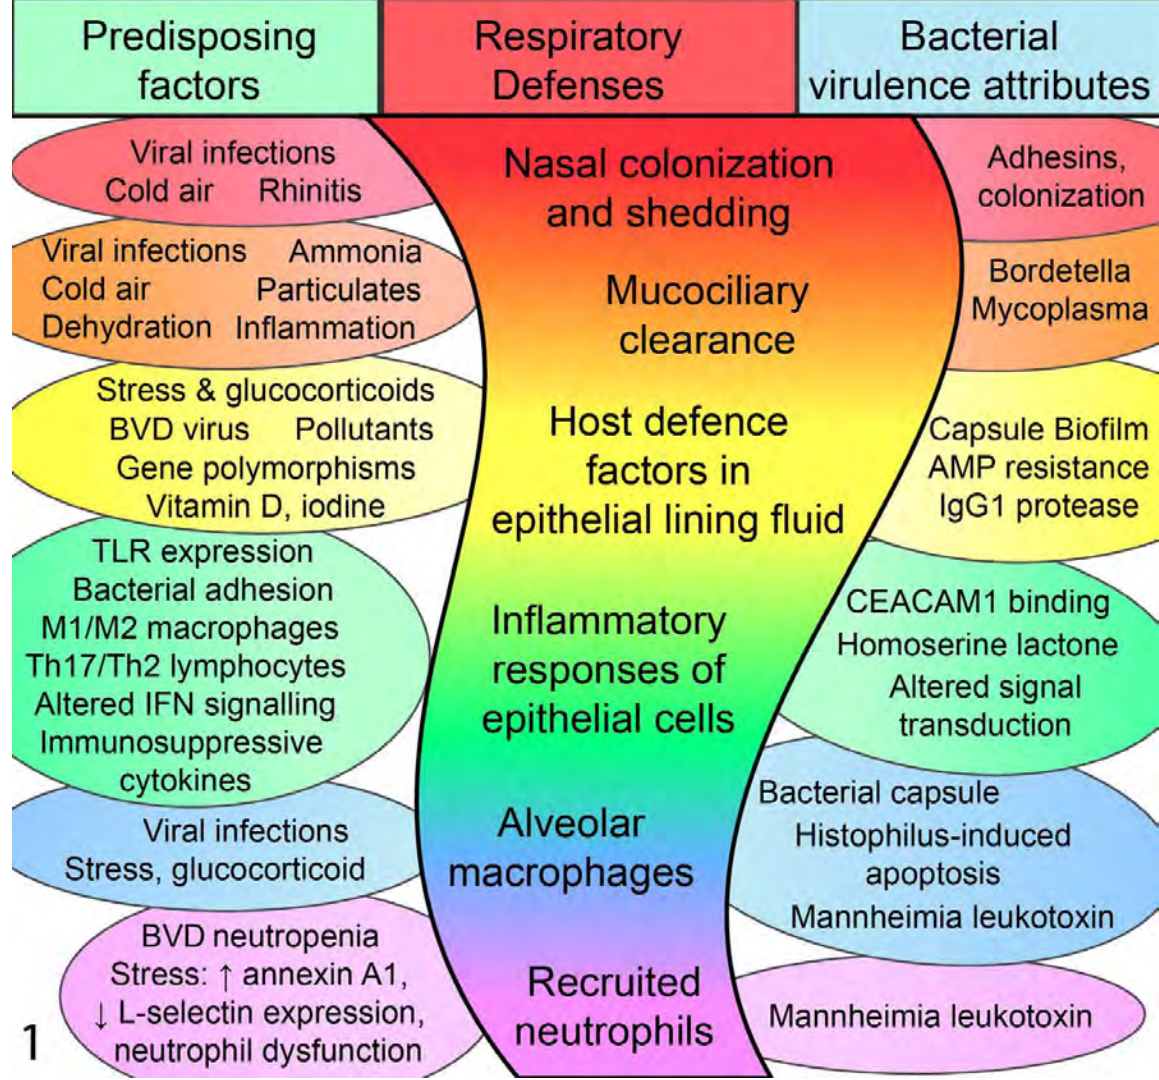 Predisposing
factors
Respiratory
Defenses
Bacterial
virulence attributes
Viral infections
Cold air Rhinitis
Nasal colonization
and shedding
Adhesins,
colonization
Viral infections Ammonia
Cold air Particulates
Dehydration Inflammation
Mucociliary
clearance
Bordetella
Mycoplasma
Stress & glucocorticoids
BVD virus Pollutants
Gene polymorphisms
Vitamin D, iodine
Host defence
factors in
epithelial lining fluid
Capsule Biofilm
AMP resistance
IgG1 protease
TLR expression
Bacterial adhesion
M1/M2 macrophages
Th17/Th2 lymphocytes
Altered IFN signalling
Immunosuppressive
cytokines
Inflammatory
responses of
epithelial cells
CEACAM1 binding
Homoserine lactone
Altered signal
transduction
Viral infections
Stress, glucocorticoid
Alveolar
macrophages
Bacterial capsule
Histophilus-induced
apoptosis
Mannheimia leukotoxin
BVD neutropenia
Stress: ↑ annexin A1,
↓ L-selectin expression,
neutrophil dysfunction
Recruited
neutrophils
Mannheimia leukotoxin
1